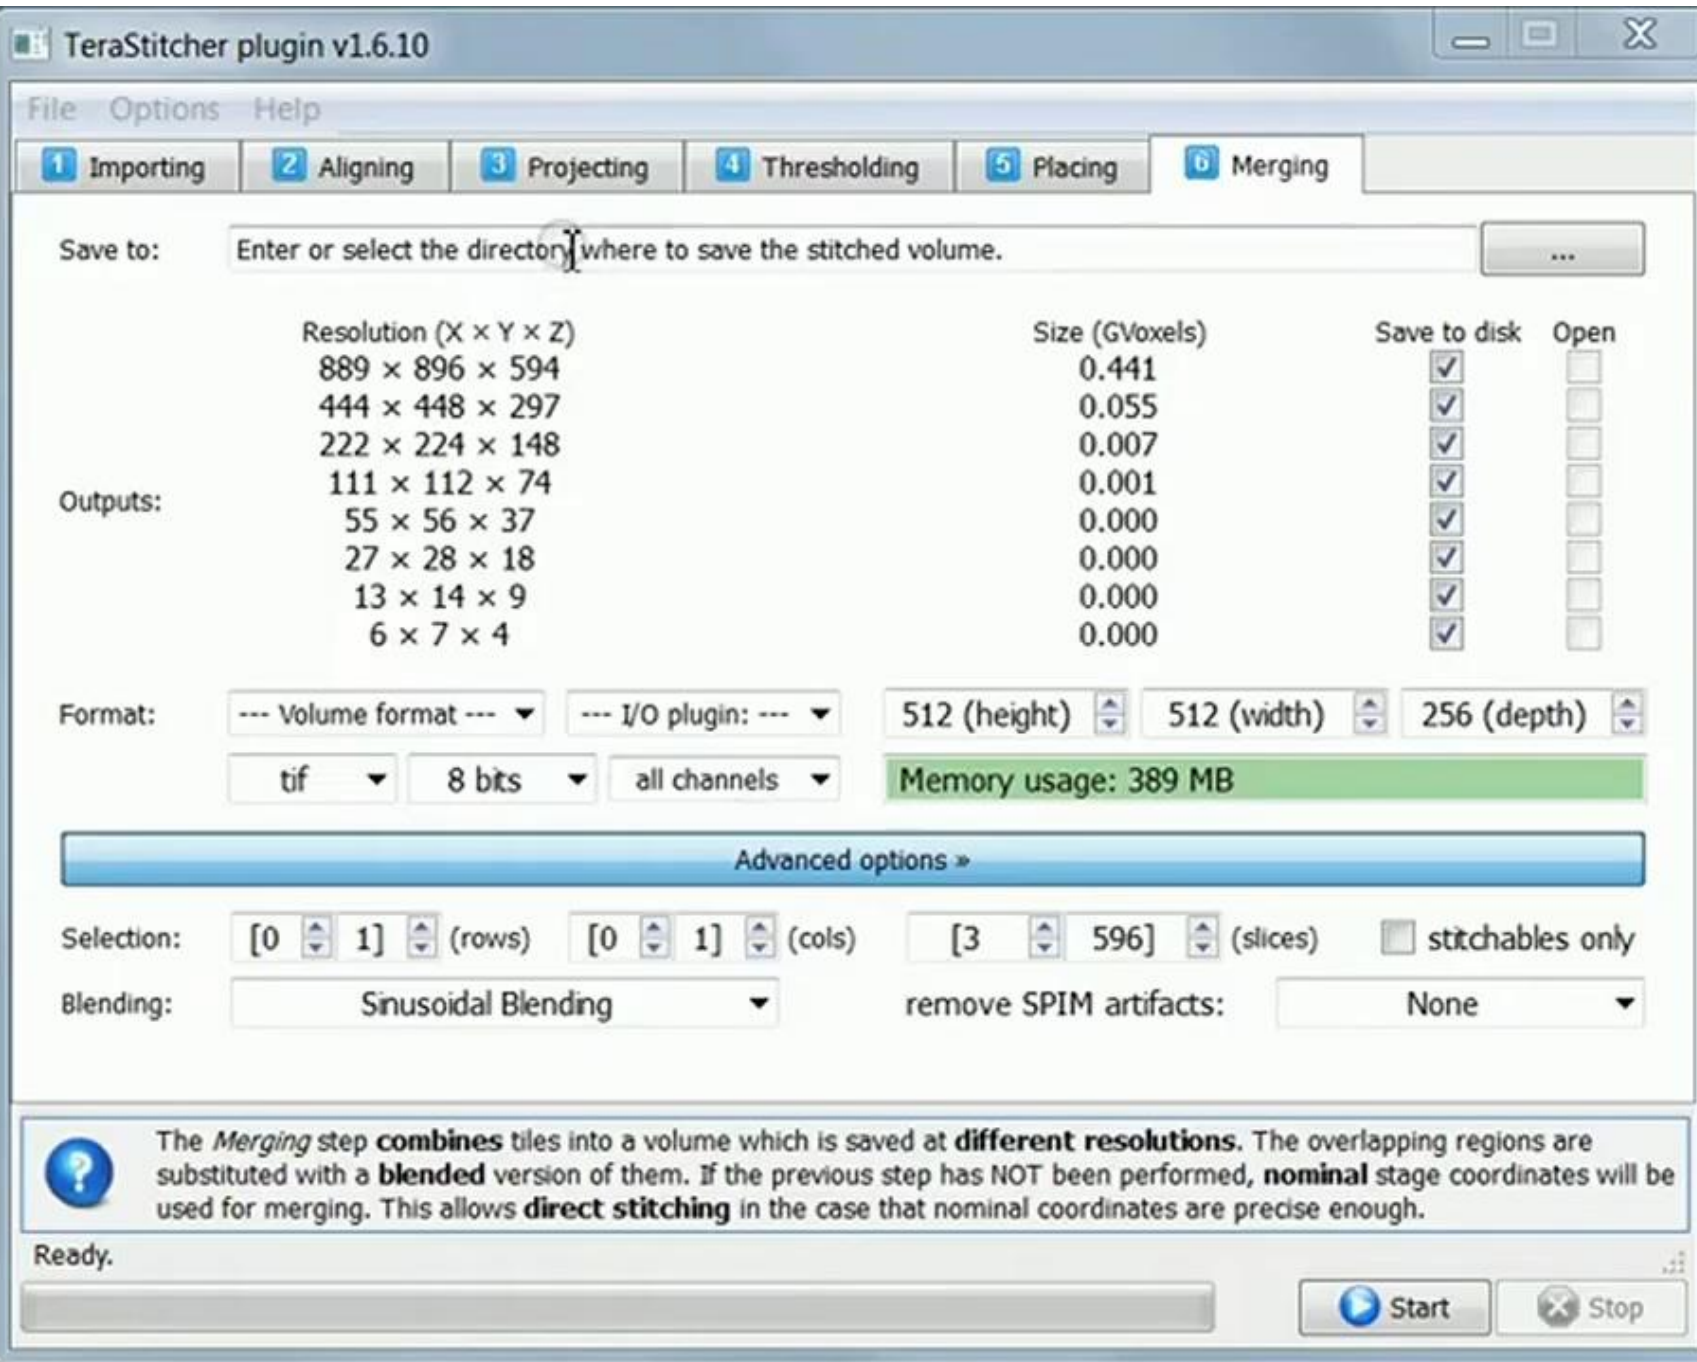 TeraStitcher plugin v1.6.10
File Options Help
1 Importing 2 Aligning 3 Projecting 4 Thresholding 5 Placing 6 Merging
Save to: Enter or select the directory where to save the stitched volume. ...
Resolution (X × Y × Z) Size (GVoxels) Save to disk Open
889 × 896 × 594 0.441
444 × 448 × 297 0.055
222 × 224 × 148 0.007
111 × 112 × 74 0.001
Outputs:
55 × 56 × 37 0.000
27 × 28 × 18 0.000
13 × 14 × 9 0.000
6 × 7 × 4 0.000
Format: --- Volume format --- --- I/O plugin: --- 512 (height) 512 (width) 256 (depth)
tif 8 bits all channels Memory usage: 389 MB
Advanced options »
Selection: [0 1] (rows) [0 1] (cols) [3 596] (slices) stitchables only
Blending: Sinusoidal Blending remove SPIM artifacts: None
The Merging step combines tiles into a volume which is saved at different resolutions. The overlapping regions are
substituted with a blended version of them. If the previous step has NOT been performed, nominal stage coordinates will be
used for merging. This allows direct stitching in the case that nominal coordinates are precise enough.
Ready.
Start Stop